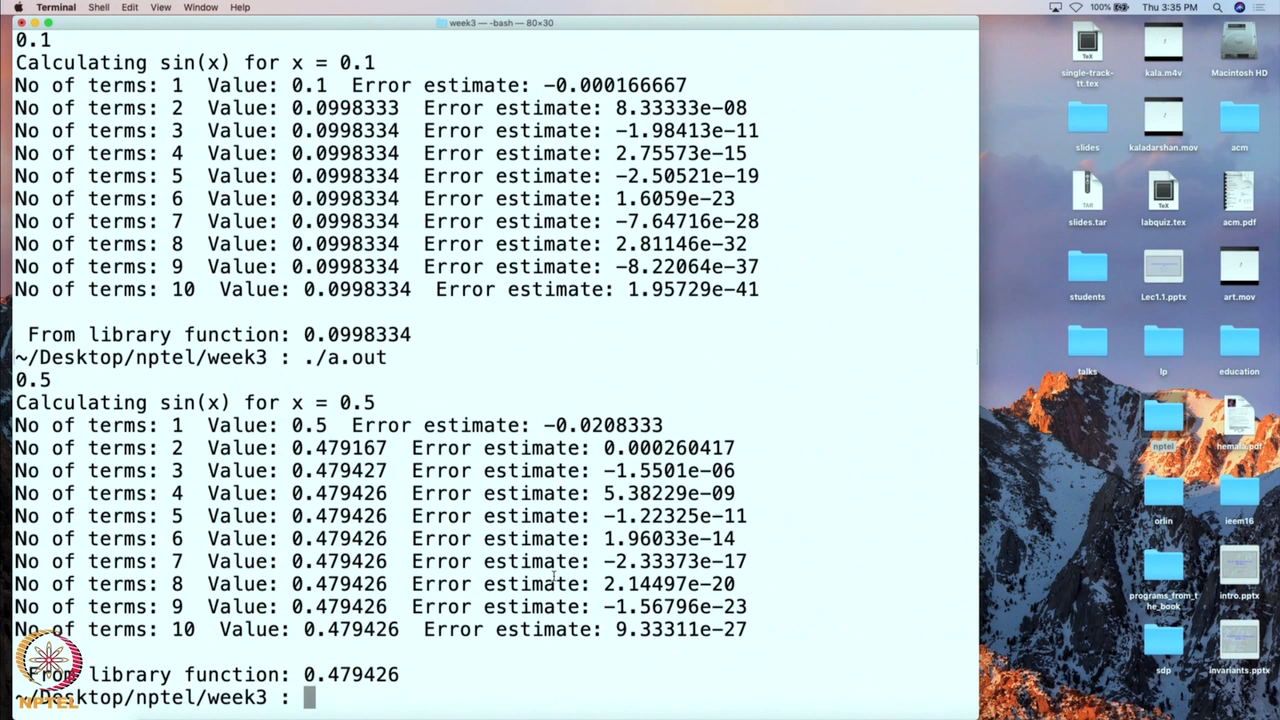 Terminal Shell Edit View Window Help
100% Thu 3:35 PM
week3 — -bash — 80×30
0.1
Calculating sin(x) for x = 0.1
No of terms: 1 Value: 0.1 Error estimate: -0.000166667
No of terms: 2 Value: 0.0998333 Error estimate: 8.33333e-08
No of terms: 3 Value: 0.0998334 Error estimate: -1.98413e-11
No of terms: 4 Value: 0.0998334 Error estimate: 2.75573e-15
No of terms: 5 Value: 0.0998334 Error estimate: -2.50521e-19
No of terms: 6 Value: 0.0998334 Error estimate: 1.6059e-23
No of terms: 7 Value: 0.0998334 Error estimate: -7.64716e-28
No of terms: 8 Value: 0.0998334 Error estimate: 2.81146e-32
No of terms: 9 Value: 0.0998334 Error estimate: -8.22064e-37
No of terms: 10 Value: 0.0998334 Error estimate: 1.95729e-41
From library function: 0.0998334
~/Desktop/nptel/week3 : ./a.out
0.5
Calculating sin(x) for x = 0.5
No of terms: 1 Value: 0.5 Error estimate: -0.0208333
No of terms: 2 Value: 0.479167 Error estimate: 0.000260417
No of terms: 3 Value: 0.479427 Error estimate: -1.5501e-06
No of terms: 4 Value: 0.479426 Error estimate: 5.38229e-09
No of terms: 5 Value: 0.479426 Error estimate: -1.22325e-11
No of terms: 6 Value: 0.479426 Error estimate: 1.96033e-14
No of terms: 7 Value: 0.479426 Error estimate: -2.33373e-17
No of terms: 8 Value: 0.479426 Error estimate: 2.14497e-20
No of terms: 9 Value: 0.479426 Error estimate: -1.56796e-23
No of terms: 10 Value: 0.479426 Error estimate: 9.33311e-27
From library function: 0.479426
~/Desktop/nptel/week3 :
NPTEL
TEX
single-track-
tt.tex
kala.m4v
Macintosh HD
slides
kaladarshan.mov
acm
TAR
slides.tar
TEX
labquiz.tex
acm.pdf
students
Lec1.1.pptx
art.mov
talks
lp
education
nptel
hemala.pdf
orlin
ieem16
programs_from_t
he_book
intro.pptx
sdp
invariants.pptx